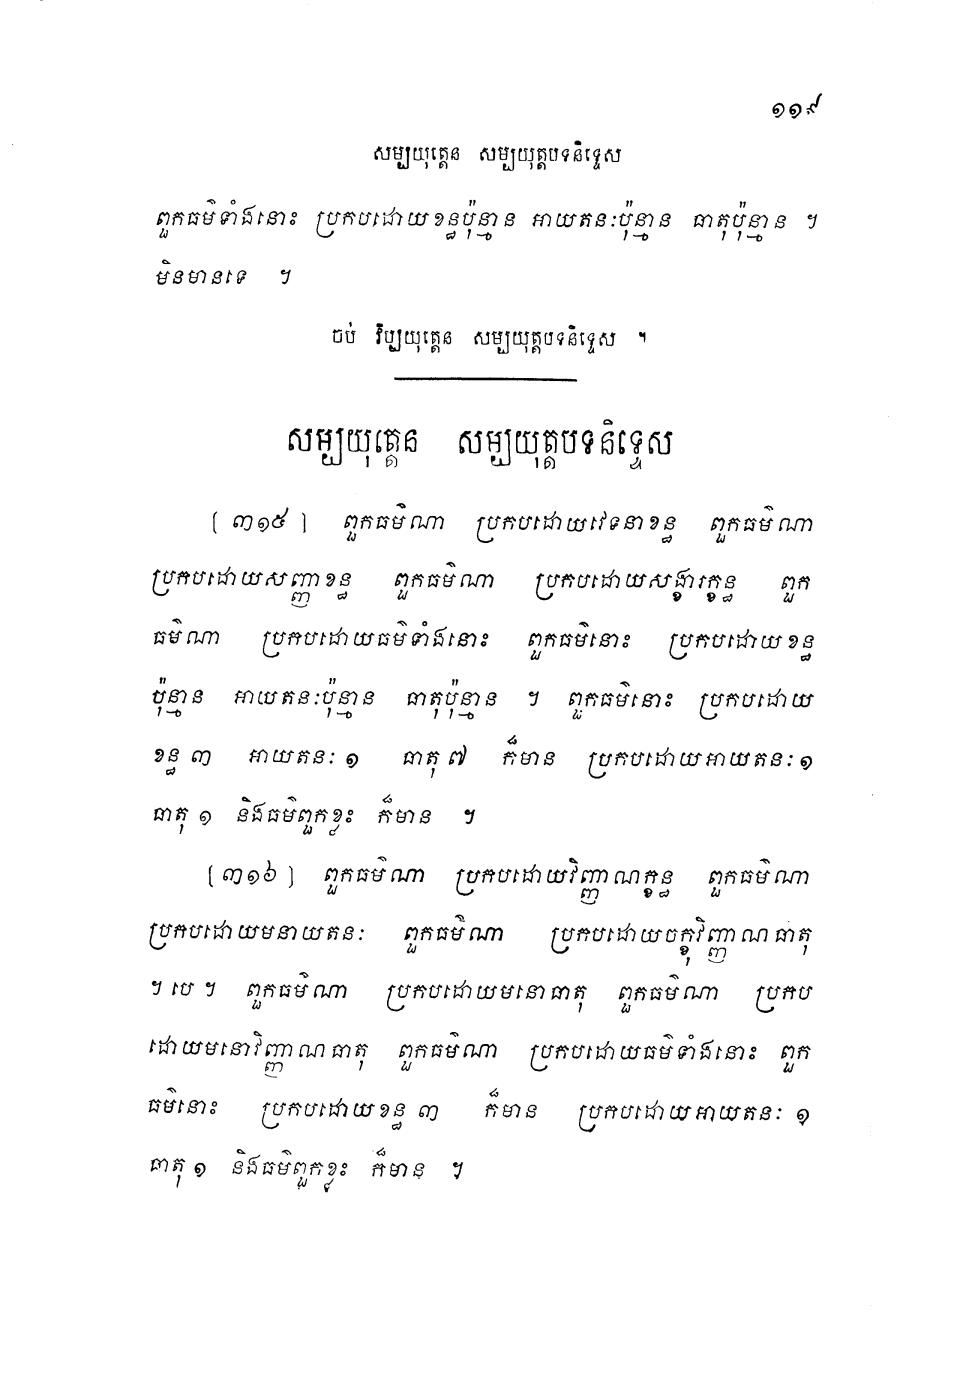 ១១៩
សម្បយុត្តេន សម្បយុត្តបទនិទ្ទេស
ពួកធម៌ទាំងនោះ ប្រកបដោយខន្ធប៉ុន្មាន អាយតនៈប៉ុន្មាន ធាតុប៉ុន្មាន ។
មិនមានទេ ។
ចប់ វិប្បយុត្តេន សម្បយុត្តបទនិទ្ទេស ។
សម្បយុត្តេន សម្បយុត្តបទនិទ្ទេស
[៣១៥] ពួកធម៌ណា ប្រកបដោយវេទនាខន្ធ ពួកធម៌ណា
ប្រកបដោយសញ្ញាខន្ធ ពួកធម៌ណា ប្រកបដោយសង្ខារក្ខន្ធ ពួក
ធម៌ណា ប្រកបដោយធម៌ទាំងនោះ ពួកធម៌នោះ ប្រកបដោយខន្ធ
ប៉ុន្មាន អាយតនៈប៉ុន្មាន ធាតុប៉ុន្មាន ។ ពួកធម៌នោះ ប្រកបដោយ
ខន្ធ ៣ អាយតនៈ ១ ធាតុ ៧ ក៏មាន ប្រកបដោយអាយតនៈ ១
ធាតុ ១ និងធម៌ពួកខ្លះ ក៏មាន ។
[៣១៦] ពួកធម៌ណា ប្រកបដោយវិញ្ញាណក្ខន្ធ ពួកធម៌ណា
ប្រកបដោយមនាយតនៈ ពួកធម៌ណា ប្រកបដោយចក្ខុវិញ្ញាណធាតុ
។ បេ ។ ពួកធម៌ណា ប្រកបដោយមនោធាតុ ពួកធម៌ណា ប្រកប
ដោយមនោវិញ្ញាណធាតុ ពួកធម៌ណា ប្រកបដោយធម៌ទាំងនោះ ពួក
ធម៌នោះ ប្រកបដោយខន្ធ ៣ ក៏មាន ប្រកបដោយអាយតនៈ ១
ធាតុ ១ និងធម៌ពួកខ្លះ ក៏មាន ។